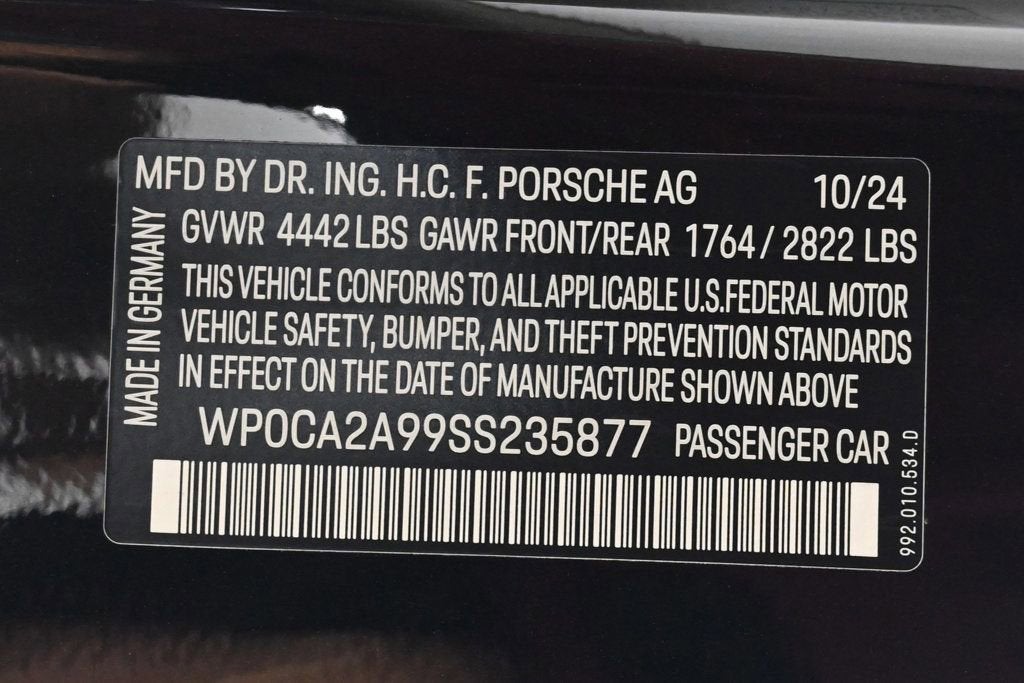 MFD BY DR. ING. H.C. F. PORSCHE AG 10/24
GVWR 4442 LBS GAWR FRONT/REAR 1764 / 2822 LBS
THIS VEHICLE CONFORMS TO ALL APPLICABLE U.S.FEDERAL MOTOR
VEHICLE SAFETY, BUMPER, AND THEFT PREVENTION STANDARDS
IN EFFECT ON THE DATE OF MANUFACTURE SHOWN ABOVE
WP0CA2A99SS235877 PASSENGER CAR
MADE IN GERMANY
992.010.534.D